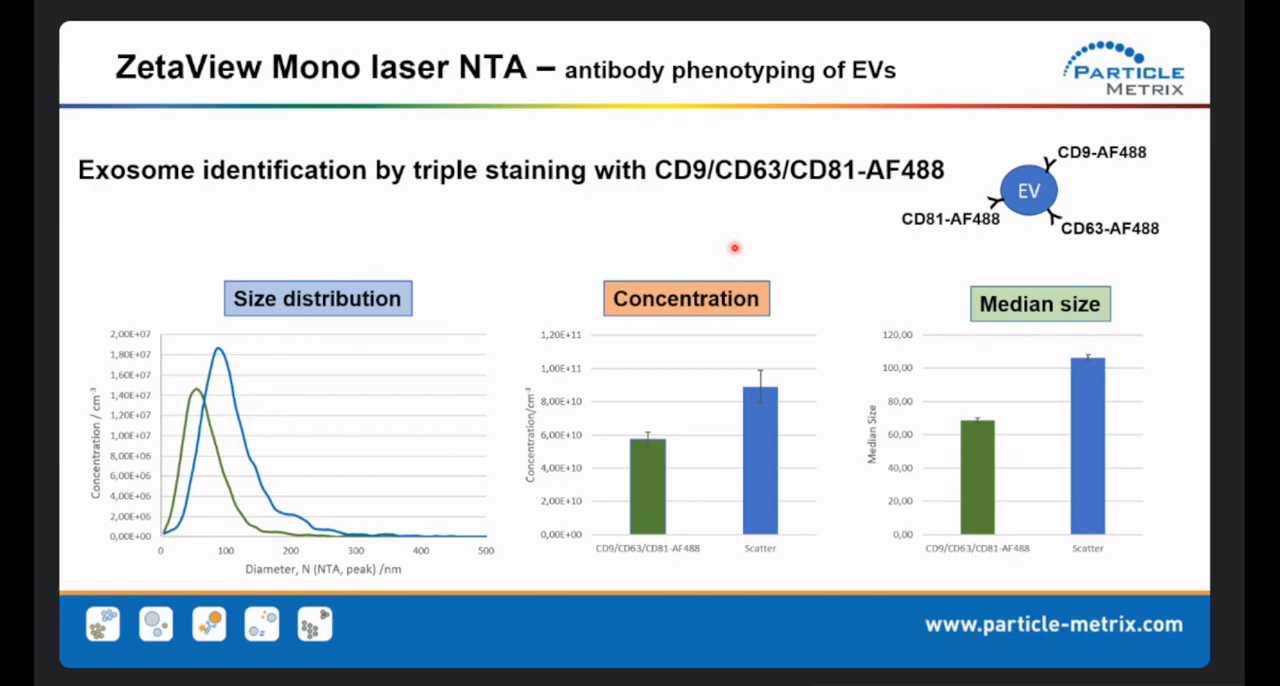 ZetaView Mono laser NTA – antibody phenotyping of EVs
PARTICLE
METRIX
Exosome identification by triple staining with CD9/CD63/CD81-AF488
CD9-AF488
EV
CD81-AF488
CD63-AF488
Size distribution
2,00E+07
1,80E+07
1,60E+07
1,40E+07
1,20E+07
1,00E+07
8,00E+06
6,00E+06
4,00E+06
2,00E+06
0,00E+00
Concentration / cm⁻³
0 100 200 300 400 500
Diameter, N (NTA, peak) /nm
Concentration
1,20E+11
1,00E+11
8,00E+10
6,00E+10
4,00E+10
2,00E+10
0,00E+00
Concentration/cm⁻³
CD9/CD63/CD81-AF488 Scatter
Median size
120,00
100,00
80,00
60,00
40,00
20,00
0,00
Median Size
CD9/CD63/CD81-AF488 Scatter
www.particle-metrix.com